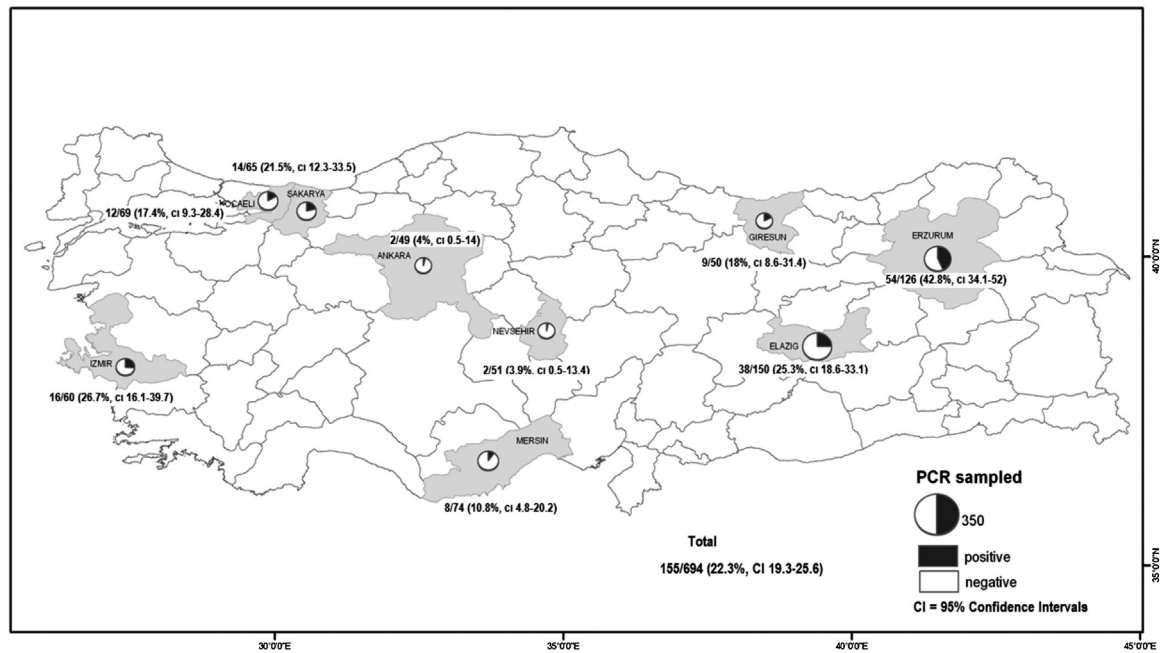 14/65 (21.5%, CI 12.3-33.5)
SAKARYA
KOCAELI
12/69 (17.4%, CI 9.3-28.4)
2/49 (4%, CI 0.5-14)
ANKARA
GIRESUN
9/50 (18%, CI 8.6-31.4)
ERZURUM
54/126 (42.8%, CI 34.1-52)
40°0'0"N
NEVSEHIR
2/51 (3.9%, CI 0.5-13.4)
ELAZIG
38/150 (25.3%, CI 18.6-33.1)
IZMIR
16/60 (26.7%, CI 16.1-39.7)
MERSIN
8/74 (10.8%, CI 4.8-20.2)
PCR sampled
350
positive
negative
CI = 95% Confidence Intervals
Total
155/694 (22.3%, CI 19.3-25.6)
35°0'0"N
30°0'0"E
35°0'0"E
40°0'0"E
45°0'0"E